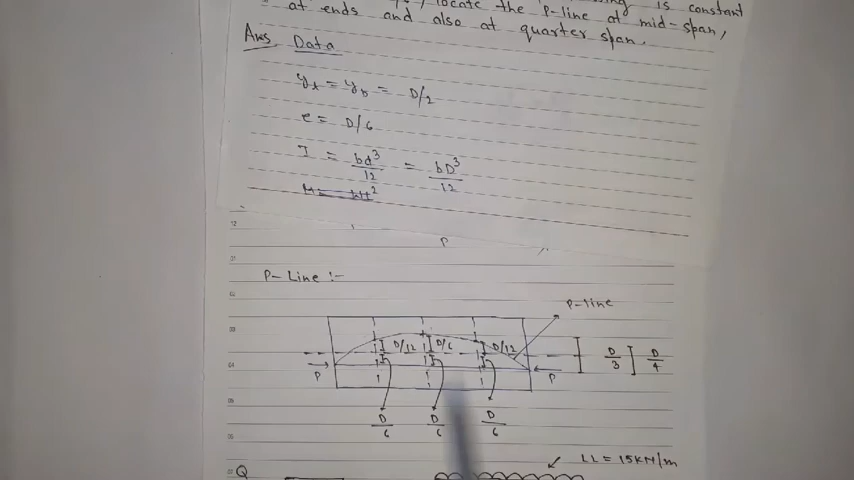 is constant
locate the P-line at mid-span,
at ends and also at quarter span.
Ans Data
y_t = y_b = D/2
e = D/6
I = bd³/12 = bD³/12
P
P-Line :-
P-line
D/12 D/6 D/12
D/3 D/4
P P
D/6 D/6 D/6
LL = 15KN/m
Q